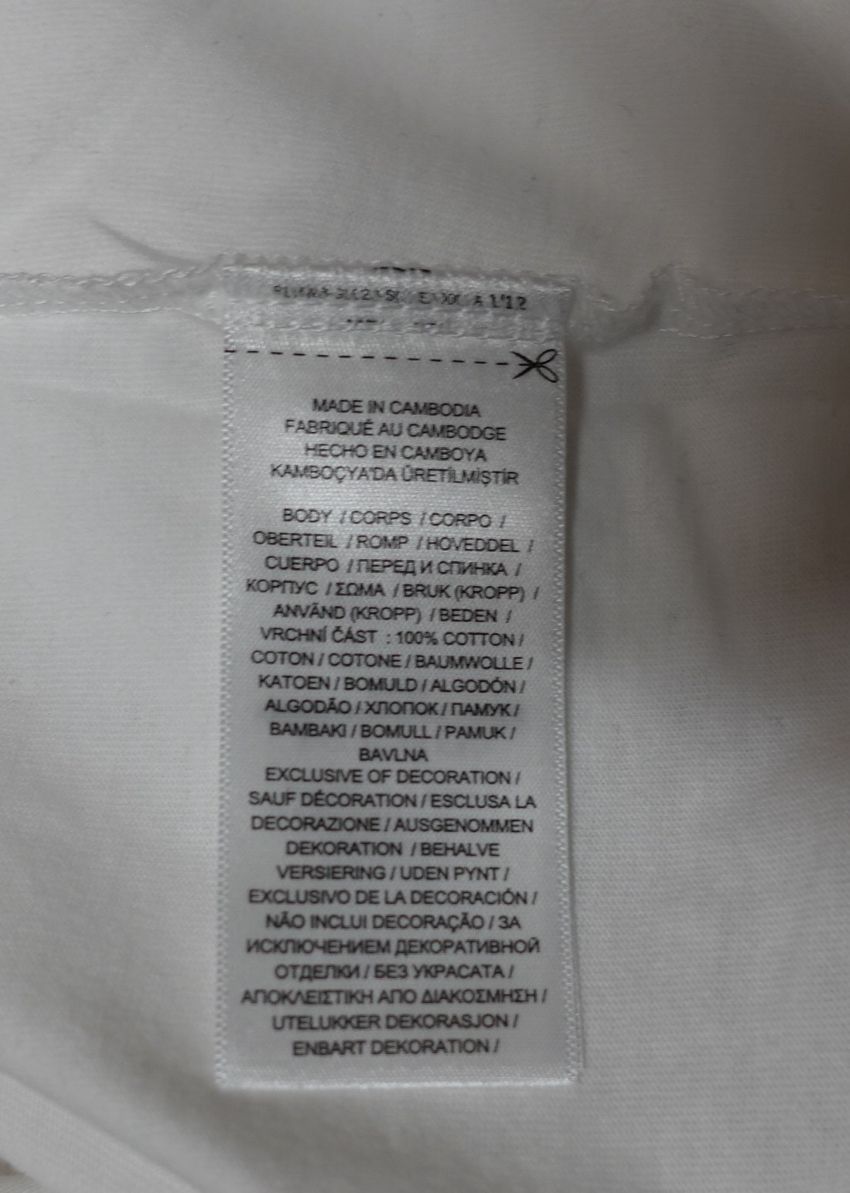 MADE IN CAMBODIA
FABRIQUÉ AU CAMBODGE
HECHO EN CAMBOYA
KAMBOÇYA'DA ÜRETİLMİŞTİR
BODY / CORPS / CORPO /
OBERTEIL / ROMP / HOVEDDEL /
CUERPO / ПЕРЕД И СПИНКА /
КОРПУС / ΣΩΜΑ / BRUK (KROPP) /
ANVÄND (KROPP) / BEDEN /
VRCHNÍ ČÁST : 100% COTTON /
COTON / COTONE / BAUMWOLLE /
KATOEN / BOMULD / ALGODÓN /
ALGODÃO / ХЛОПОК / ПАМУК /
ΒΑΜΒΑΚΙ / BOMULL / PAMUK /
BAVLNA
EXCLUSIVE OF DECORATION /
SAUF DÉCORATION / ESCLUSA LA
DECORAZIONE / AUSGENOMMEN
DEKORATION / BEHALVE
VERSIERING / UDEN PYNT /
EXCLUSIVO DE LA DECORACIÓN /
NÃO INCLUI DECORAÇÃO / ЗА
ИСКЛЮЧЕНИЕМ ДЕКОРАТИВНОЙ
ОТДЕЛКИ / БЕЗ УКРАСАТА /
ΑΠΟΚΛΕΙΣΤΙΚΗ ΑΠΟ ΔΙΑΚΟΣΜΗΣΗ /
UTELUKKER DEKORASJON /
ENBART DEKORATION /